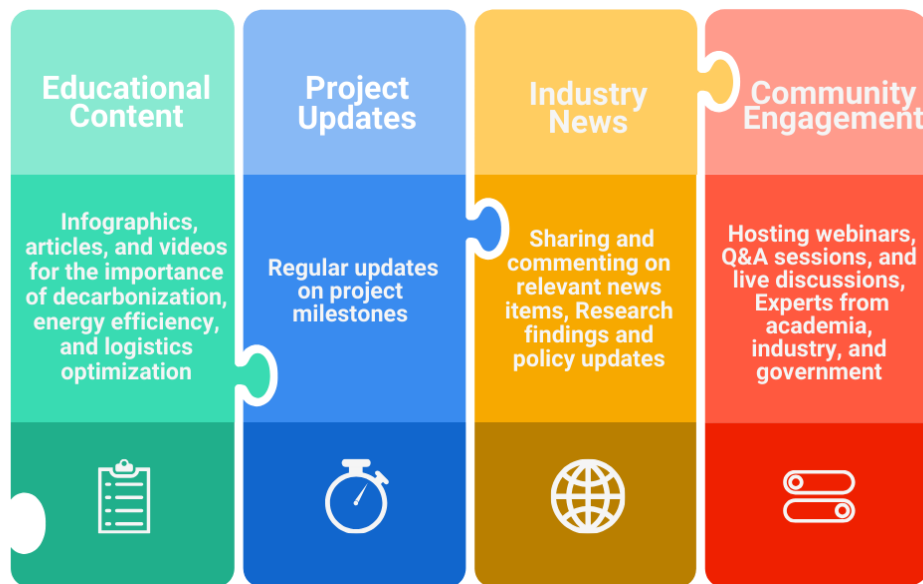 Educational
Content
Infographics,
articles, and videos
for the importance
of decarbonization,
energy efficiency,
and logistics
optimization
Project
Updates
Regular updates
on project
milestones
Industry
News
Sharing and
commenting on
relevant news
items, Research
findings and
policy updates
Community
Engagement
Hosting webinars,
Q&A sessions, and
live discussions,
Experts from
academia,
industry, and
government